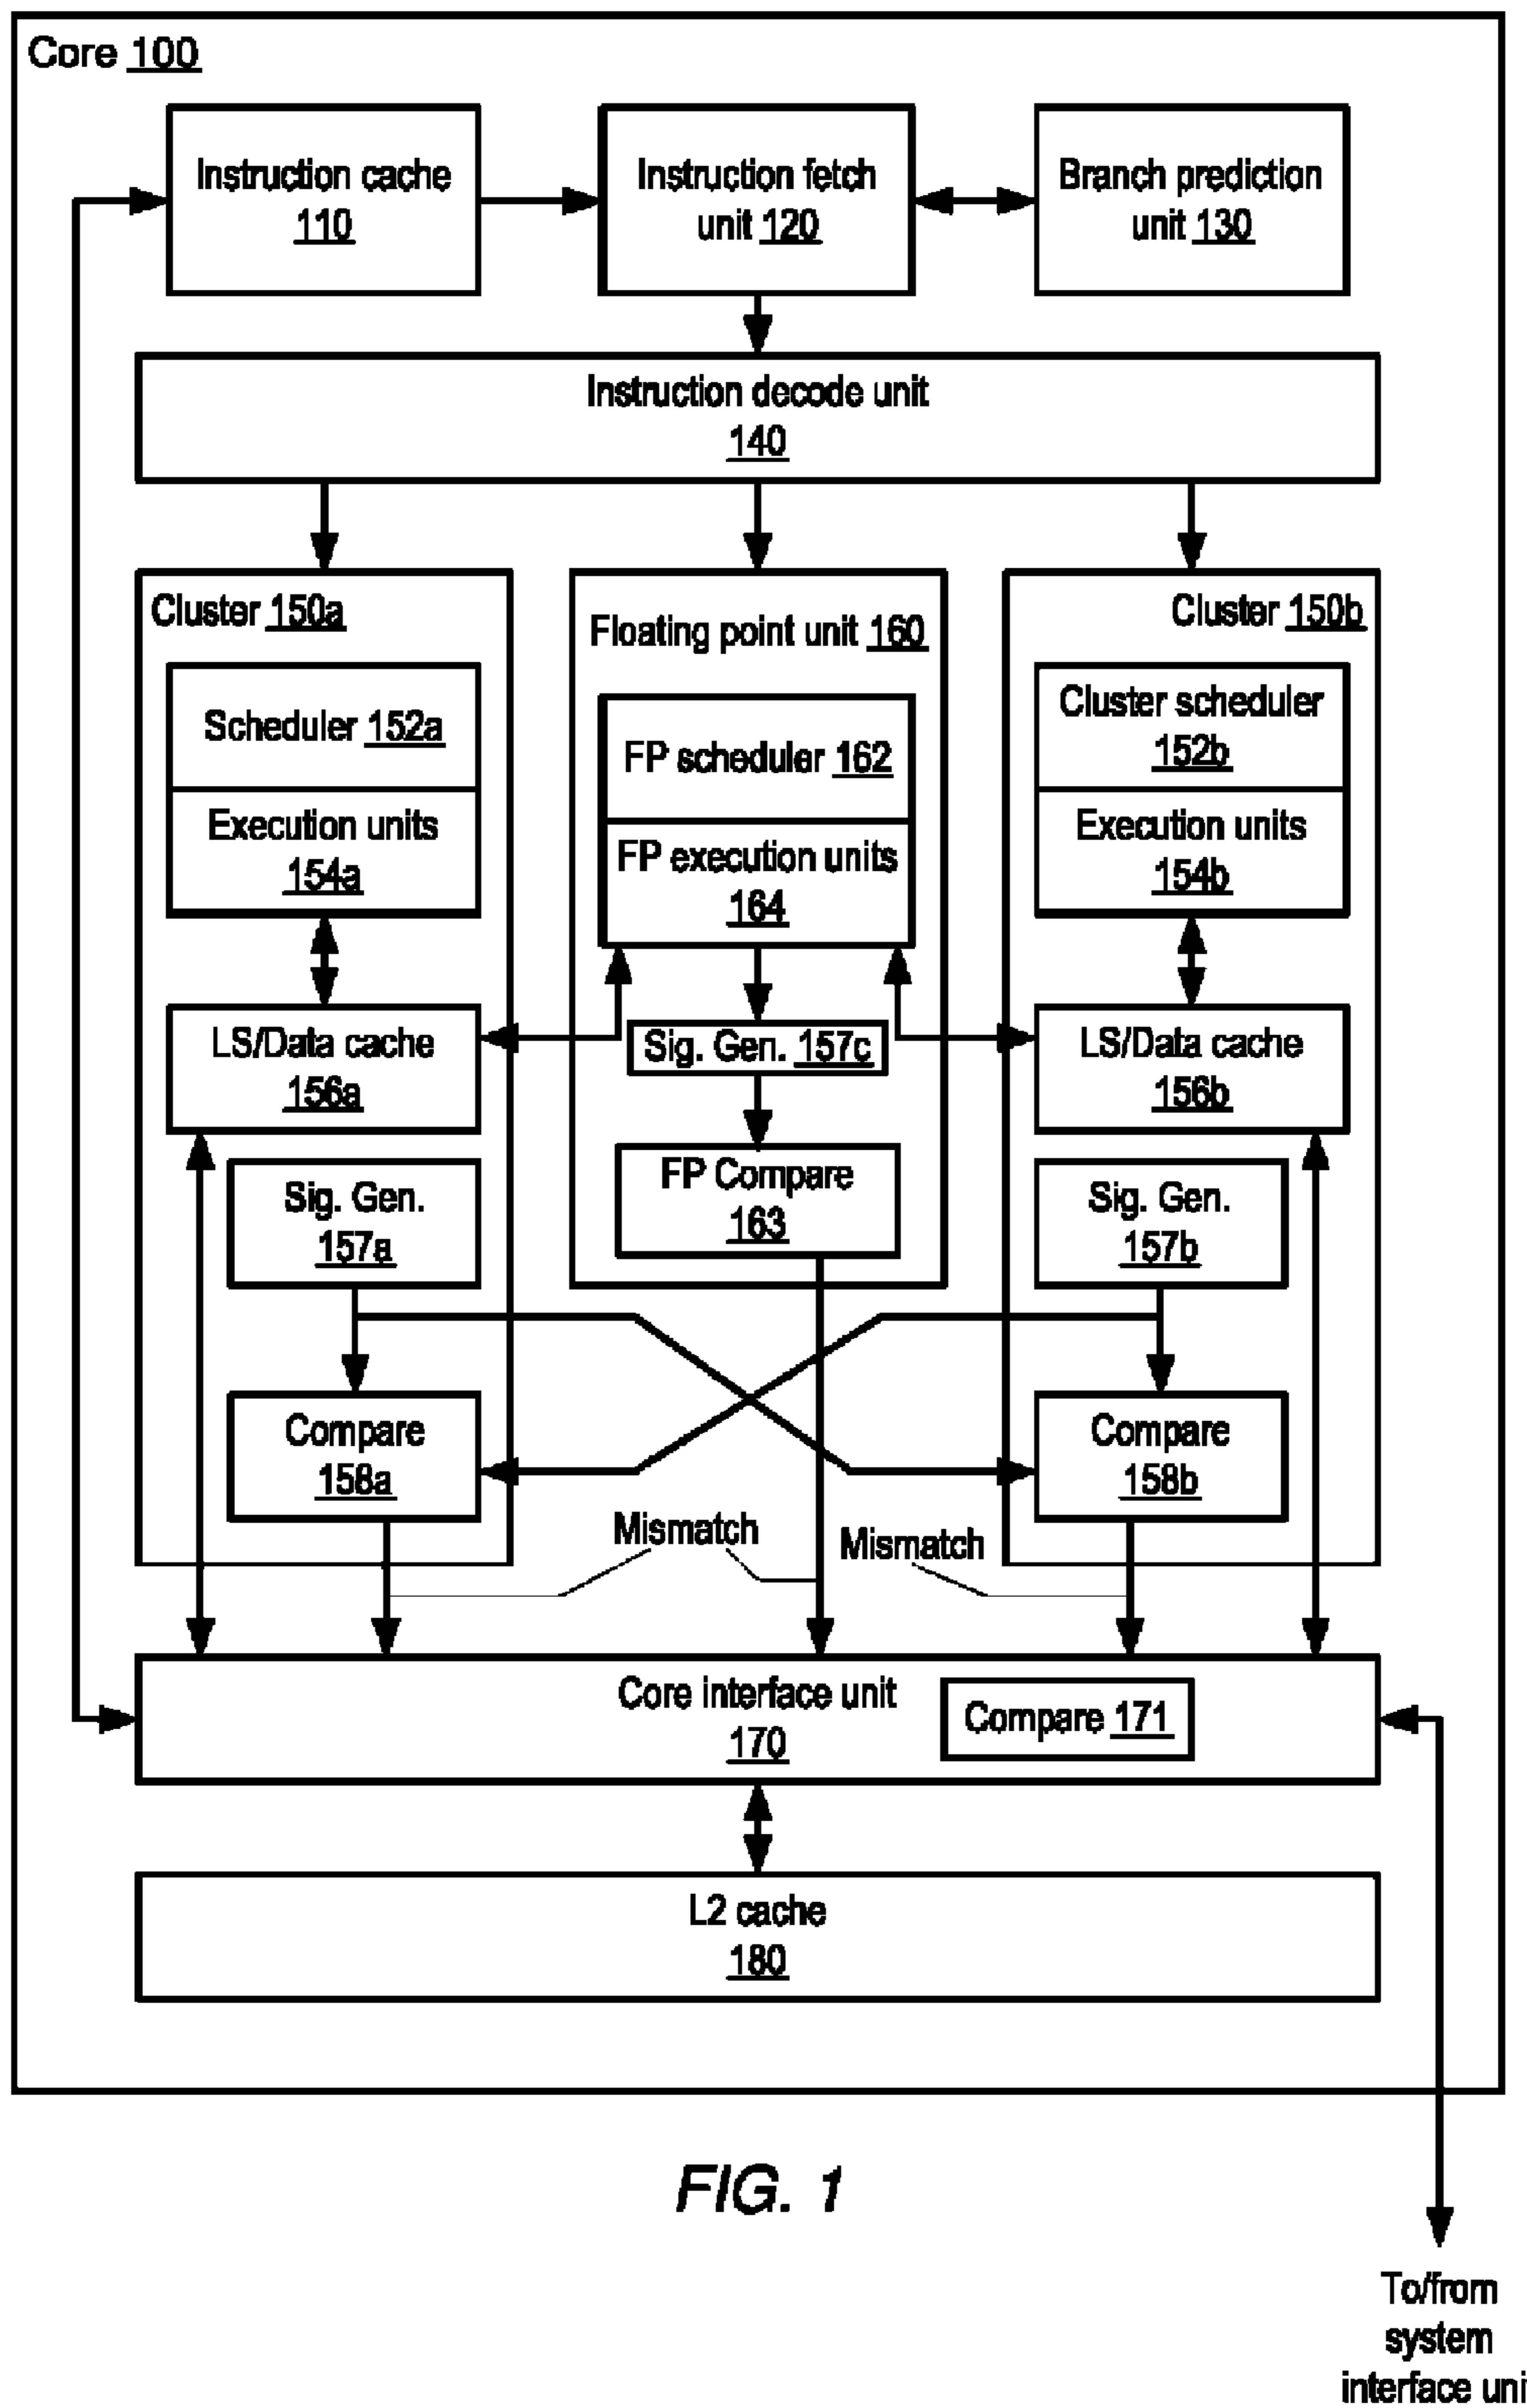 Core 100
Instruction cache
110
Instruction fetch
unit 120
Branch prediction
unit 130
Instruction decode unit
140
Cluster 150a
Scheduler 152a
Execution units
154a
LS/Data cache
156a
Sig. Gen.
157a
Compare
158a
Floating point unit 160
FP scheduler 162
FP execution units
164
Sig. Gen. 157c
FP Compare
163
Cluster 150b
Cluster scheduler
152b
Execution units
154b
LS/Data cache
156b
Sig. Gen.
157b
Compare
158b
Mismatch
Mismatch
Core interface unit
170
Compare 171
L2 cache
180
FIG. 1
To/from
system
interface uni